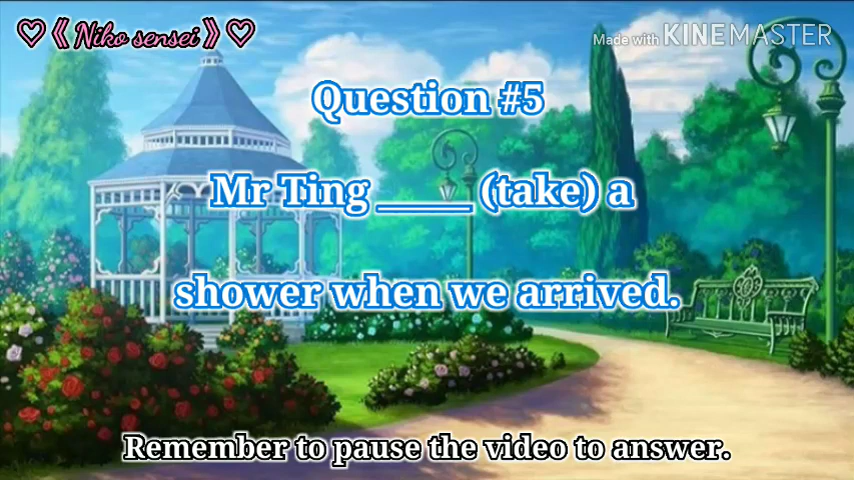 ♡《Niko sensei》♡
Made with KINEMASTER
Question #5
Mr Ting _____ (take) a
shower when we arrived.
Remember to pause the video to answer.